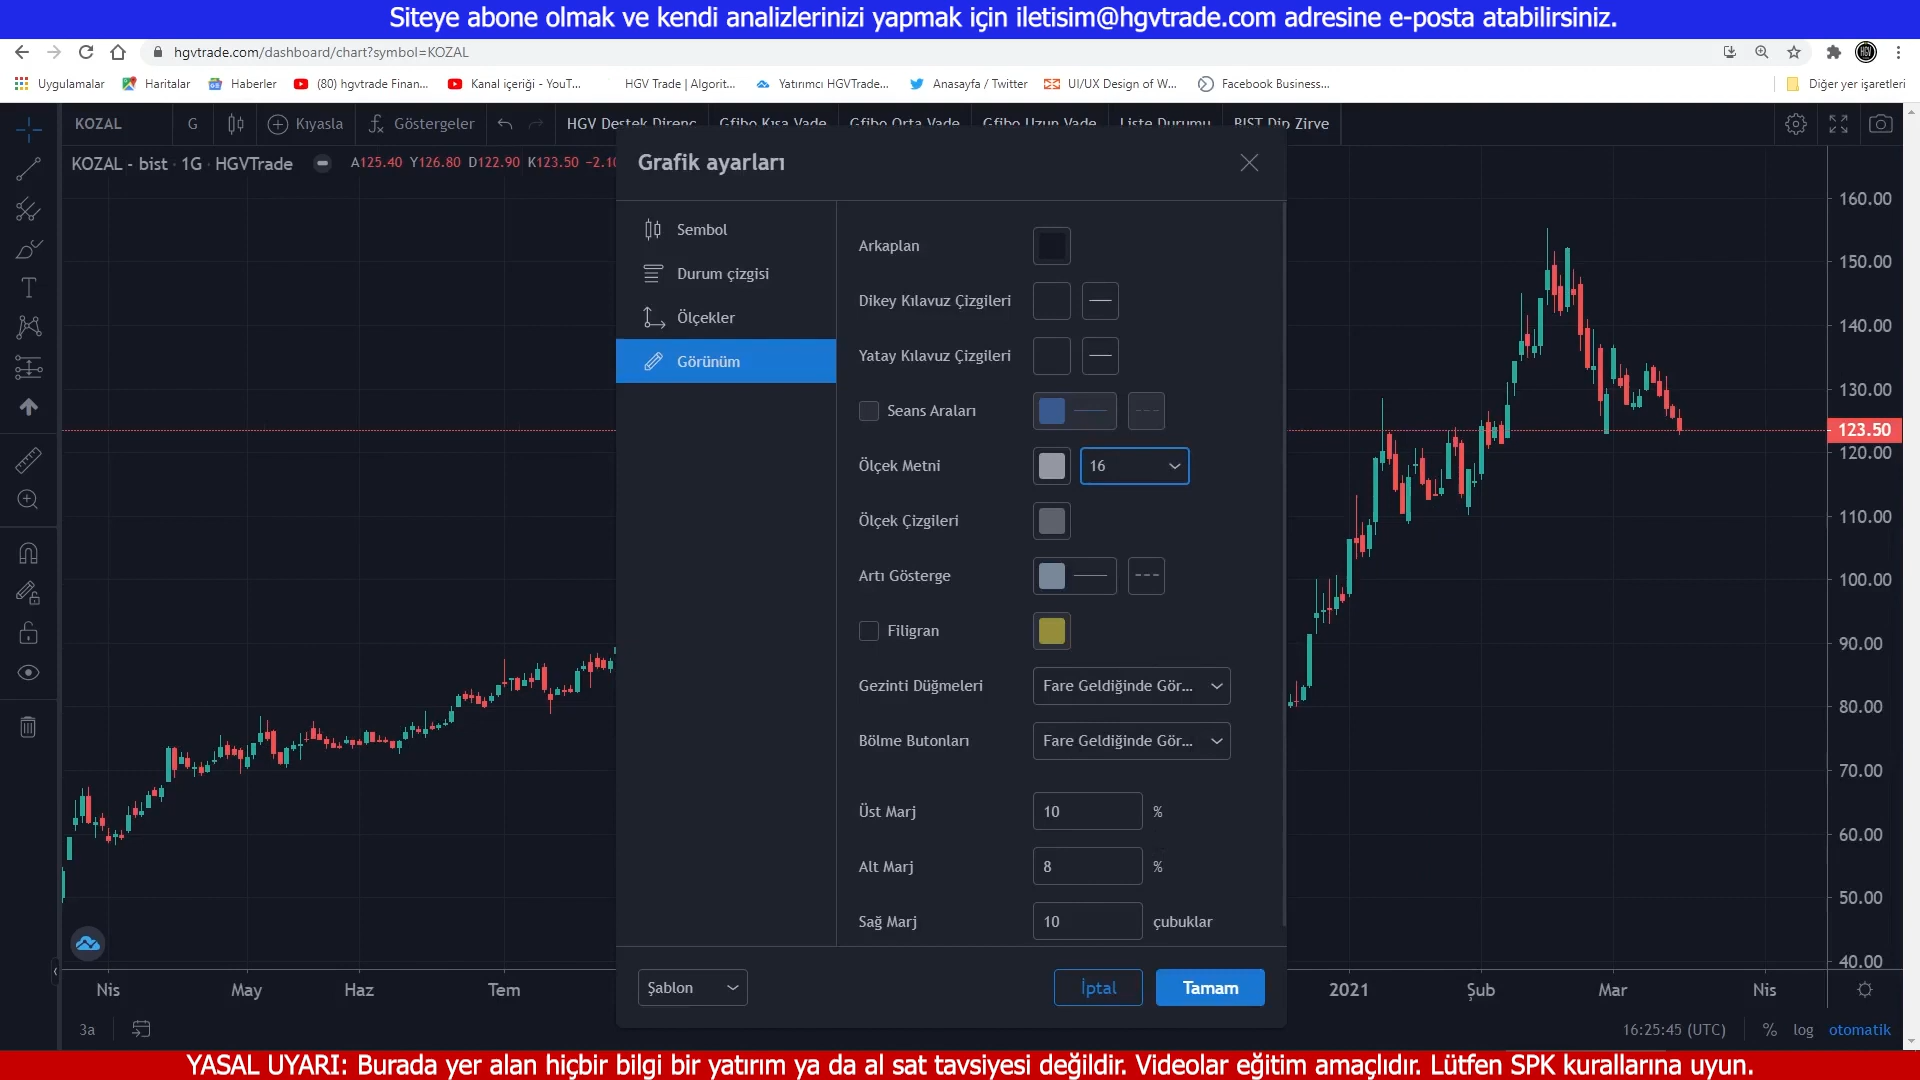 Siteye abone olmak ve kendi analizlerinizi yapmak için iletisim@hgvtrade.com adresine e-posta atabilirsiniz.
hgvtrade.com/dashboard/chart?symbol=KOZAL
Uygulamalar Haritalar Haberler (80) hgvtrade Finan... Kanal içeriği - YouT... HGV Trade | Algorit... Yatırımcı HGVTrade... Anasayfa / Twitter UI/UX Design of W... Facebook Business... Diğer yer işaretleri
KOZAL G Kıyasla Göstergeler HGV Destek Direnç Gfibo Kısa Vade Gfibo Orta Vade Gfibo Uzun Vade Liste Durumu BIST Dip Zirve
KOZAL - bist · 1G · HGVTrade A125.40 Y126.80 D122.90 K123.50 −2.10
Grafik ayarları
Sembol
Durum çizgisi
Ölçekler
Görünüm
Arkaplan
Dikey Kılavuz Çizgileri
Yatay Kılavuz Çizgileri
Seans Araları
Ölçek Metni 16
Ölçek Çizgileri
Artı Gösterge
Filigran
Gezinti Düğmeleri Fare Geldiğinde Gör...
Bölme Butonları Fare Geldiğinde Gör...
Üst Marj 10 %
Alt Marj 8 %
Sağ Marj 10 çubuklar
Şablon İptal Tamam
160.00
150.00
140.00
130.00
123.50
120.00
110.00
100.00
90.00
80.00
70.00
60.00
50.00
40.00
Nis May Haz Tem 2021 Şub Mar Nis
3a 16:25:45 (UTC) % log otomatik
YASAL UYARI: Burada yer alan hiçbir bilgi bir yatırım ya da al sat tavsiyesi değildir. Videolar eğitim amaçlıdır. Lütfen SPK kurallarına uyun.